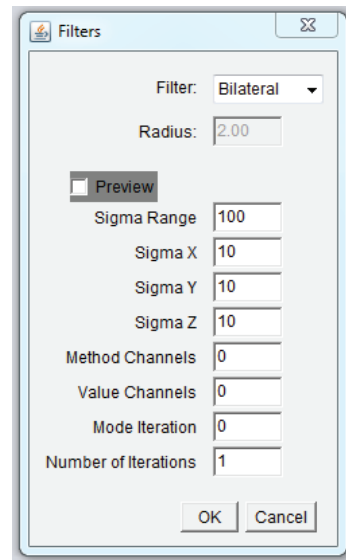 Filters
Filter: Bilateral
Radius: 2.00
Preview
Sigma Range 100
Sigma X 10
Sigma Y 10
Sigma Z 10
Method Channels 0
Value Channels 0
Mode Iteration 0
Number of Iterations 1
OK Cancel